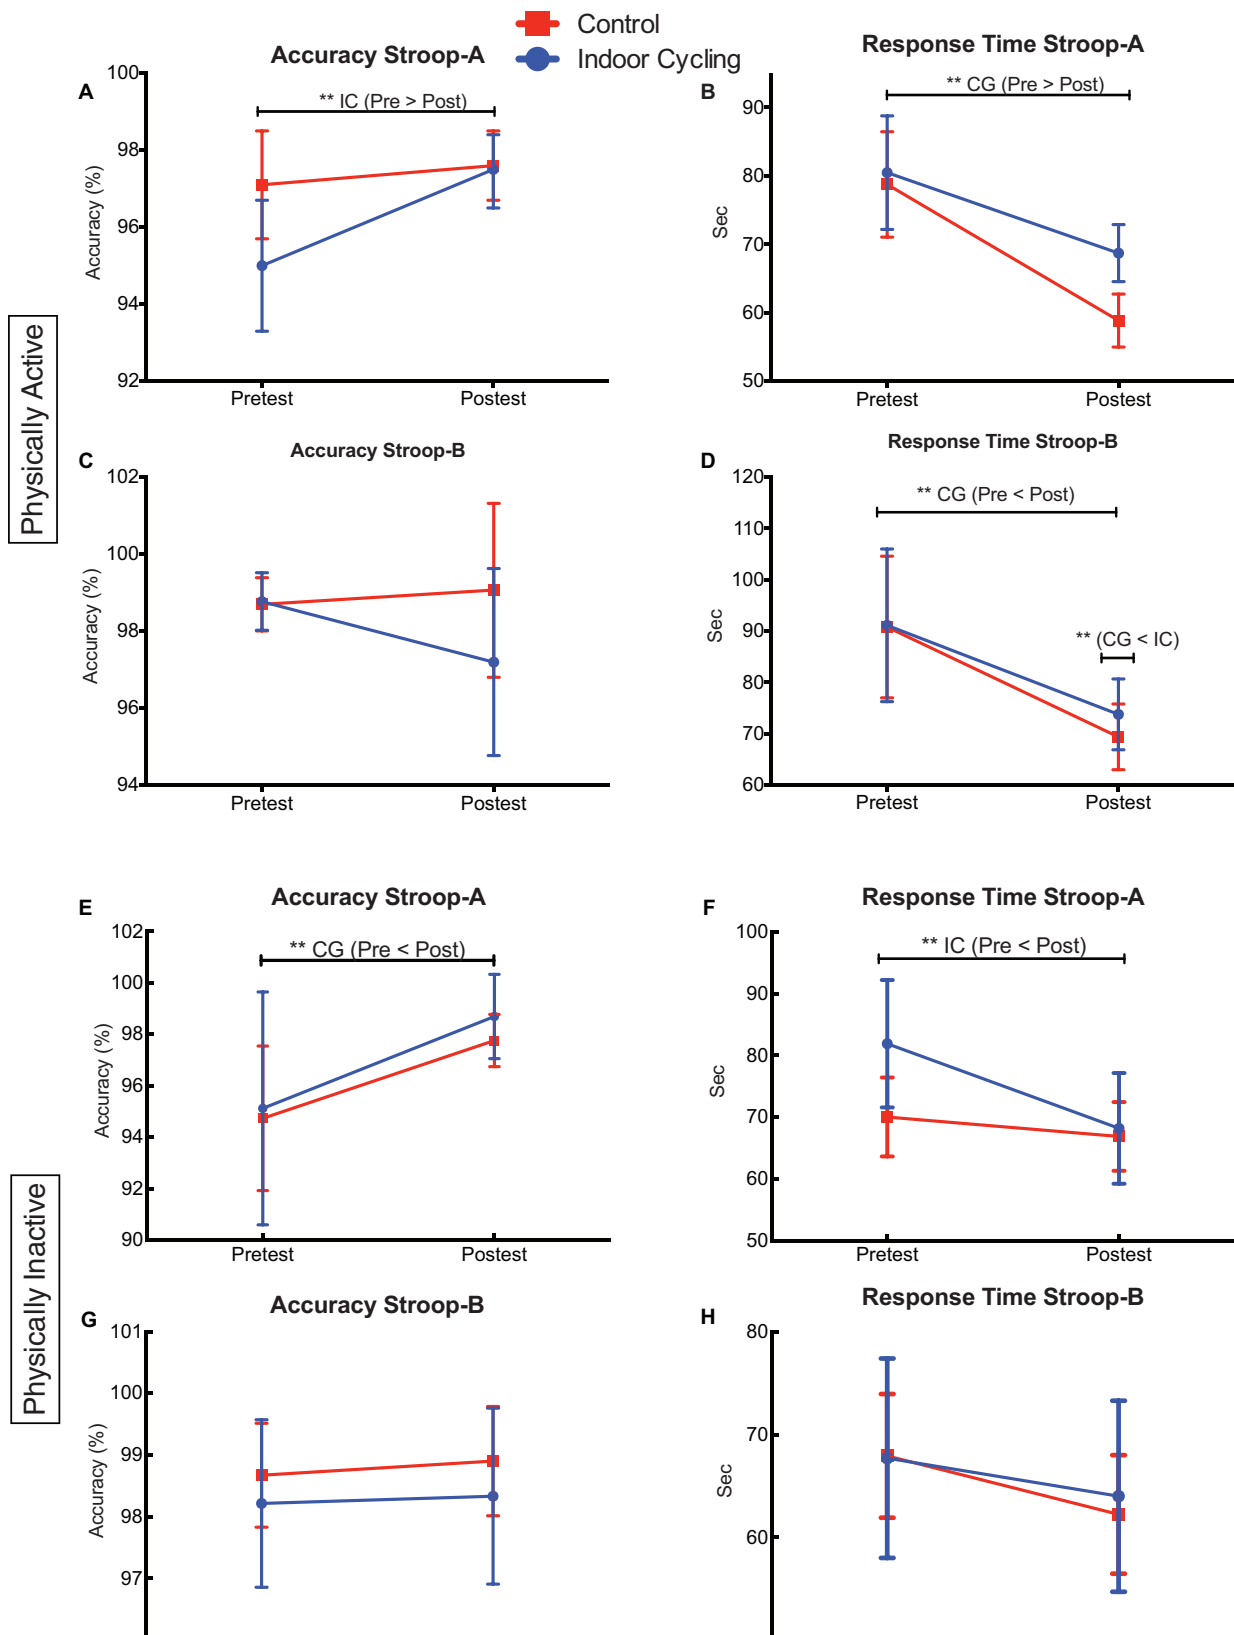 Control
Indoor Cycling
Physically Active
Accuracy Stroop-A
A
** IC (Pre > Post)
Accuracy (%)
100
98
96
94
92
Pretest
Postest
Response Time Stroop-A
B
** CG (Pre > Post)
Sec
90
80
70
60
50
Pretest
Postest
Accuracy Stroop-B
C
Accuracy (%)
102
100
98
96
94
Pretest
Postest
Response Time Stroop-B
D
** CG (Pre < Post)
** (CG < IC)
Sec
120
110
100
90
80
70
60
Pretest
Postest
Physically Inactive
Accuracy Stroop-A
E
** CG (Pre < Post)
Accuracy (%)
102
100
98
96
94
92
90
Pretest
Postest
Response Time Stroop-A
F
** IC (Pre < Post)
Sec
100
90
80
70
60
50
Pretest
Postest
Accuracy Stroop-B
G
Accuracy (%)
101
100
99
98
97
Response Time Stroop-B
H
Sec
80
70
60